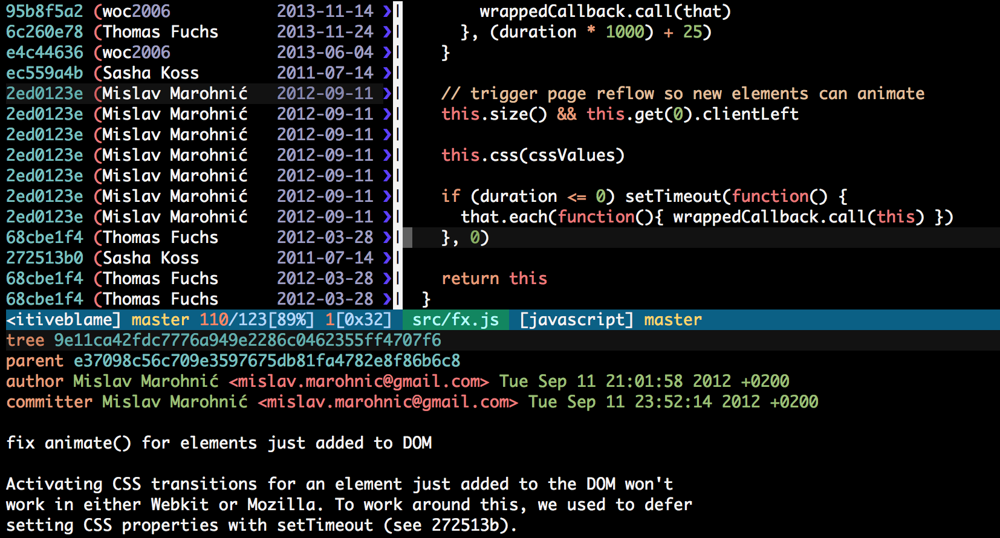 95b8f5a2 (woc2006           2013-11-14 ❯|        wrappedCallback.call(that)
6c260e78 (Thomas Fuchs      2013-11-24 ❯|      }, (duration * 1000) + 25)
e4c44636 (woc2006           2013-06-04 ❯|    }
ec559a4b (Sasha Koss        2011-07-14 ❯|
2ed0123e (Mislav Marohnić   2012-09-11 ❯|    // trigger page reflow so new elements can animate
2ed0123e (Mislav Marohnić   2012-09-11 ❯|    this.size() && this.get(0).clientLeft
2ed0123e (Mislav Marohnić   2012-09-11 ❯|
2ed0123e (Mislav Marohnić   2012-09-11 ❯|    this.css(cssValues)
2ed0123e (Mislav Marohnić   2012-09-11 ❯|
2ed0123e (Mislav Marohnić   2012-09-11 ❯|    if (duration <= 0) setTimeout(function() {
2ed0123e (Mislav Marohnić   2012-09-11 ❯|      that.each(function(){ wrappedCallback.call(this) })
68cbe1f4 (Thomas Fuchs      2012-03-28 ❯|    }, 0)
272513b0 (Sasha Koss        2011-07-14 ❯|
68cbe1f4 (Thomas Fuchs      2012-03-28 ❯|    return this
68cbe1f4 (Thomas Fuchs      2012-03-28 ❯|  }
<itiveblame] master 110/123[89%] 1[0x32]  src/fx.js  [javascript] master
tree 9e11ca42fdc7776a949e2286c0462355ff4707f6
parent e37098c56c709e3597675db81fa4782e8f86b6c8
author Mislav Marohnić <mislav.marohnic@gmail.com> Tue Sep 11 21:01:58 2012 +0200
committer Mislav Marohnić <mislav.marohnic@gmail.com> Tue Sep 11 23:52:14 2012 +0200
fix animate() for elements just added to DOM
Activating CSS transitions for an element just added to the DOM won't
work in either Webkit or Mozilla. To work around this, we used to defer
setting CSS properties with setTimeout (see 272513b).